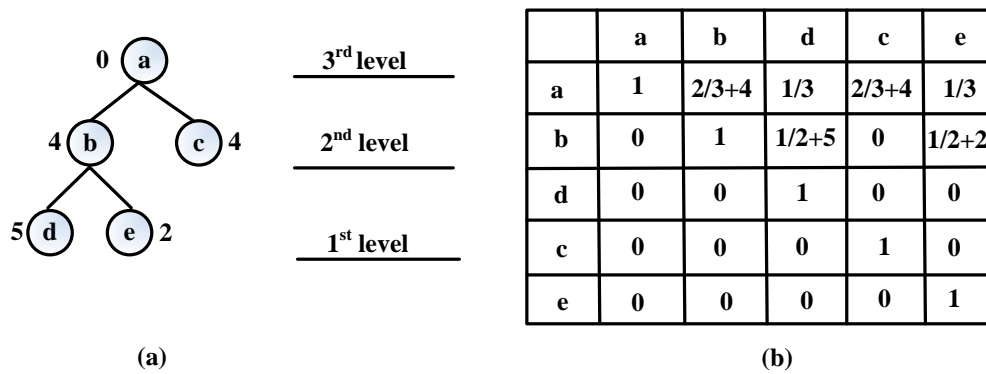 0 a
3rd level
4 b
c 4
2nd level
5 d
e 2
1st level
(a)
a b d c e
a 1 2/3+4 1/3 2/3+4 1/3
b 0 1 1/2+5 0 1/2+2
d 0 0 1 0 0
c 0 0 0 1 0
e 0 0 0 0 1
(b)